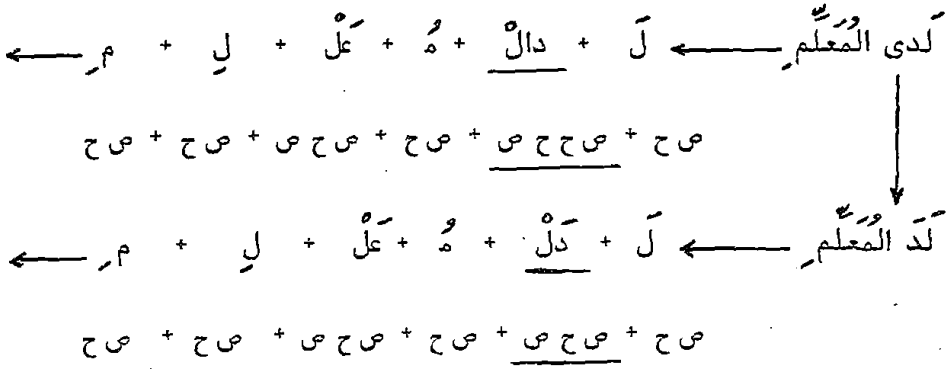 لَدى المُعَلِّمِ ← لَ + دالْ + مُ + عَلْ + لِ + مِ ←
ص ح + ص ح ح ص + ص ح + ص ح ص + ص ح + ص ح
لَدَ المُعَلِّمِ ← لَ + دَلْ + مُ + عَلْ + لِ + مِ ←
ص ح + ص ح ص + ص ح + ص ح ص + ص ح + ص ح